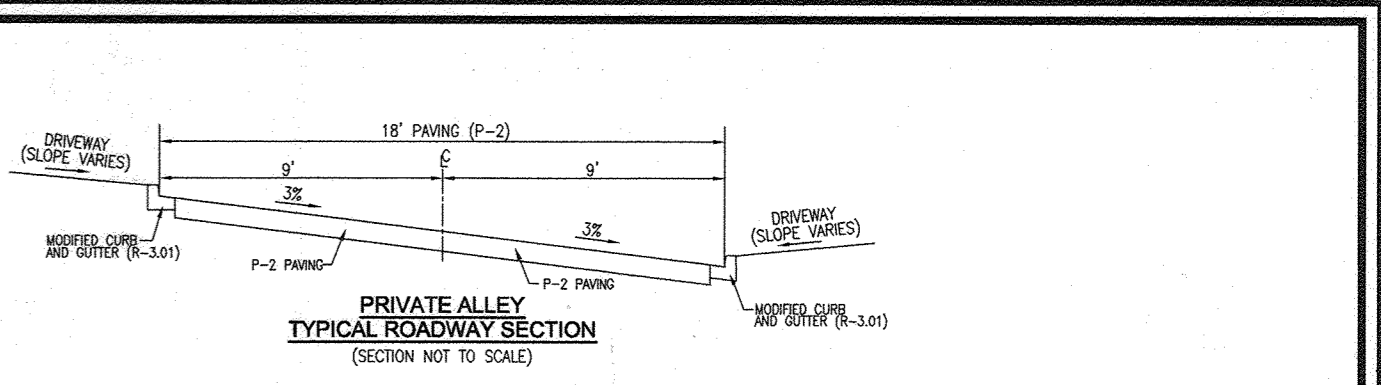 18' PAVING (P-2)
DRIVEWAY
(SLOPE VARIES)
9'
℄
9'
3%
3%
DRIVEWAY
(SLOPE VARIES)
MODIFIED CURB
AND GUTTER (R-3.01)
P-2 PAVING
P-2 PAVING
MODIFIED CURB
AND GUTTER (R-3.01)
PRIVATE ALLEY
TYPICAL ROADWAY SECTION
(SECTION NOT TO SCALE)